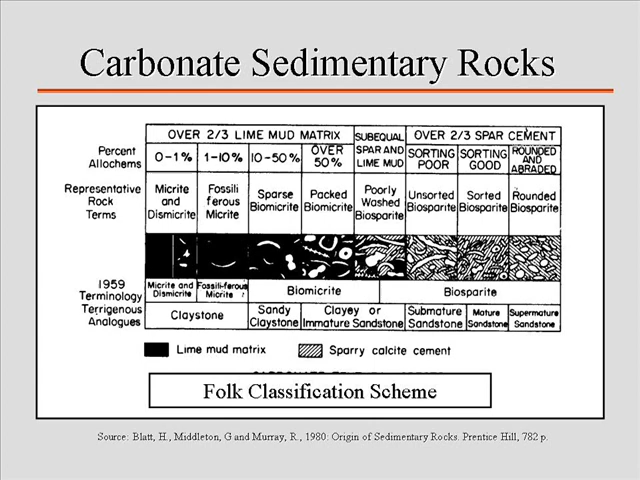 Carbonate Sedimentary Rocks
OVER 2/3 LIME MUD MATRIX
SUBEQUAL SPAR AND LIME MUD
OVER 2/3 SPAR CEMENT
Percent Allochems
0-1%
1-10%
10-50%
OVER 50%
SORTING POOR
SORTING GOOD
ROUNDED AND ABRADED
Representative Rock Terms
Micrite and Dismicrite
Fossili ferous Micrite
Sparse Biomicrite
Packed Biomicrite
Poorly Washed Biosparite
Unsorted Biosparite
Sorted Biosparite
Rounded Biosparite
1959 Terminology
Micrite and Dismicrite
Fossili-ferous Micrite
Biomicrite
Biosparite
Terrigenous Analogues
Claystone
Sandy Claystone
Clayey or Immature Sandstone
Submature Sandstone
Mature Sandstone
Supermature Sandstone
Lime mud matrix
Sparry calcite cement
Folk Classification Scheme
Source: Blatt, H., Middleton, G and Murray, R., 1980: Origin of Sedimentary Rocks. Prentice Hill, 782 p.